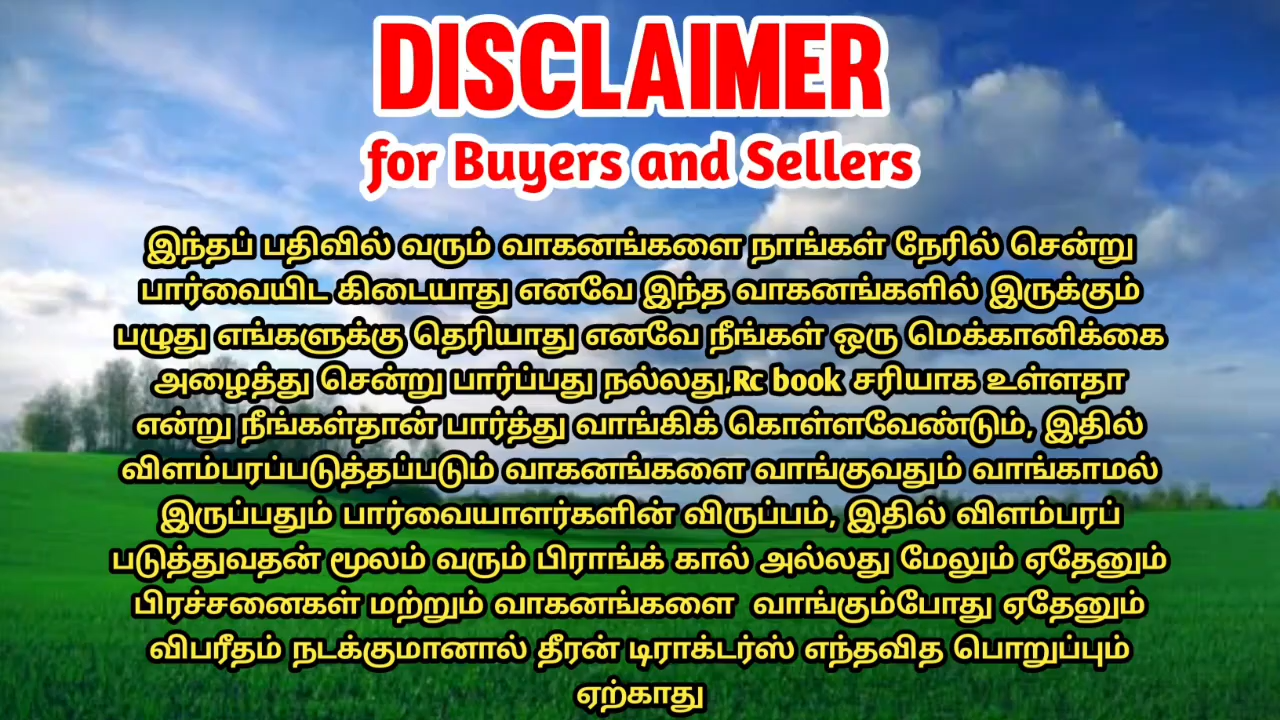 DISCLAIMER
for Buyers and Sellers
இந்தப் பதிவில் வரும் வாகனங்களை நாங்கள் நேரில் சென்று
பார்வையிட கிடையாது எனவே இந்த வாகனங்களில் இருக்கும்
பழுது எங்களுக்கு தெரியாது எனவே நீங்கள் ஒரு மெக்கானிக்கை
அழைத்து சென்று பார்ப்பது நல்லது,Rc book சரியாக உள்ளதா
என்று நீங்கள்தான் பார்த்து வாங்கிக் கொள்ளவேண்டும், இதில்
விளம்பரப்படுத்தப்படும் வாகனங்களை வாங்குவதும் வாங்காமல்
இருப்பதும் பார்வையாளர்களின் விருப்பம், இதில் விளம்பரப்
படுத்துவதன் மூலம் வரும் பிராங்க் கால் அல்லது மேலும் ஏதேனும்
பிரச்சனைகள் மற்றும் வாகனங்களை வாங்கும்போது ஏதேனும்
விபரீதம் நடக்குமானால் தீரன் டிராக்டர்ஸ் எந்தவித பொறுப்பும்
ஏற்காது